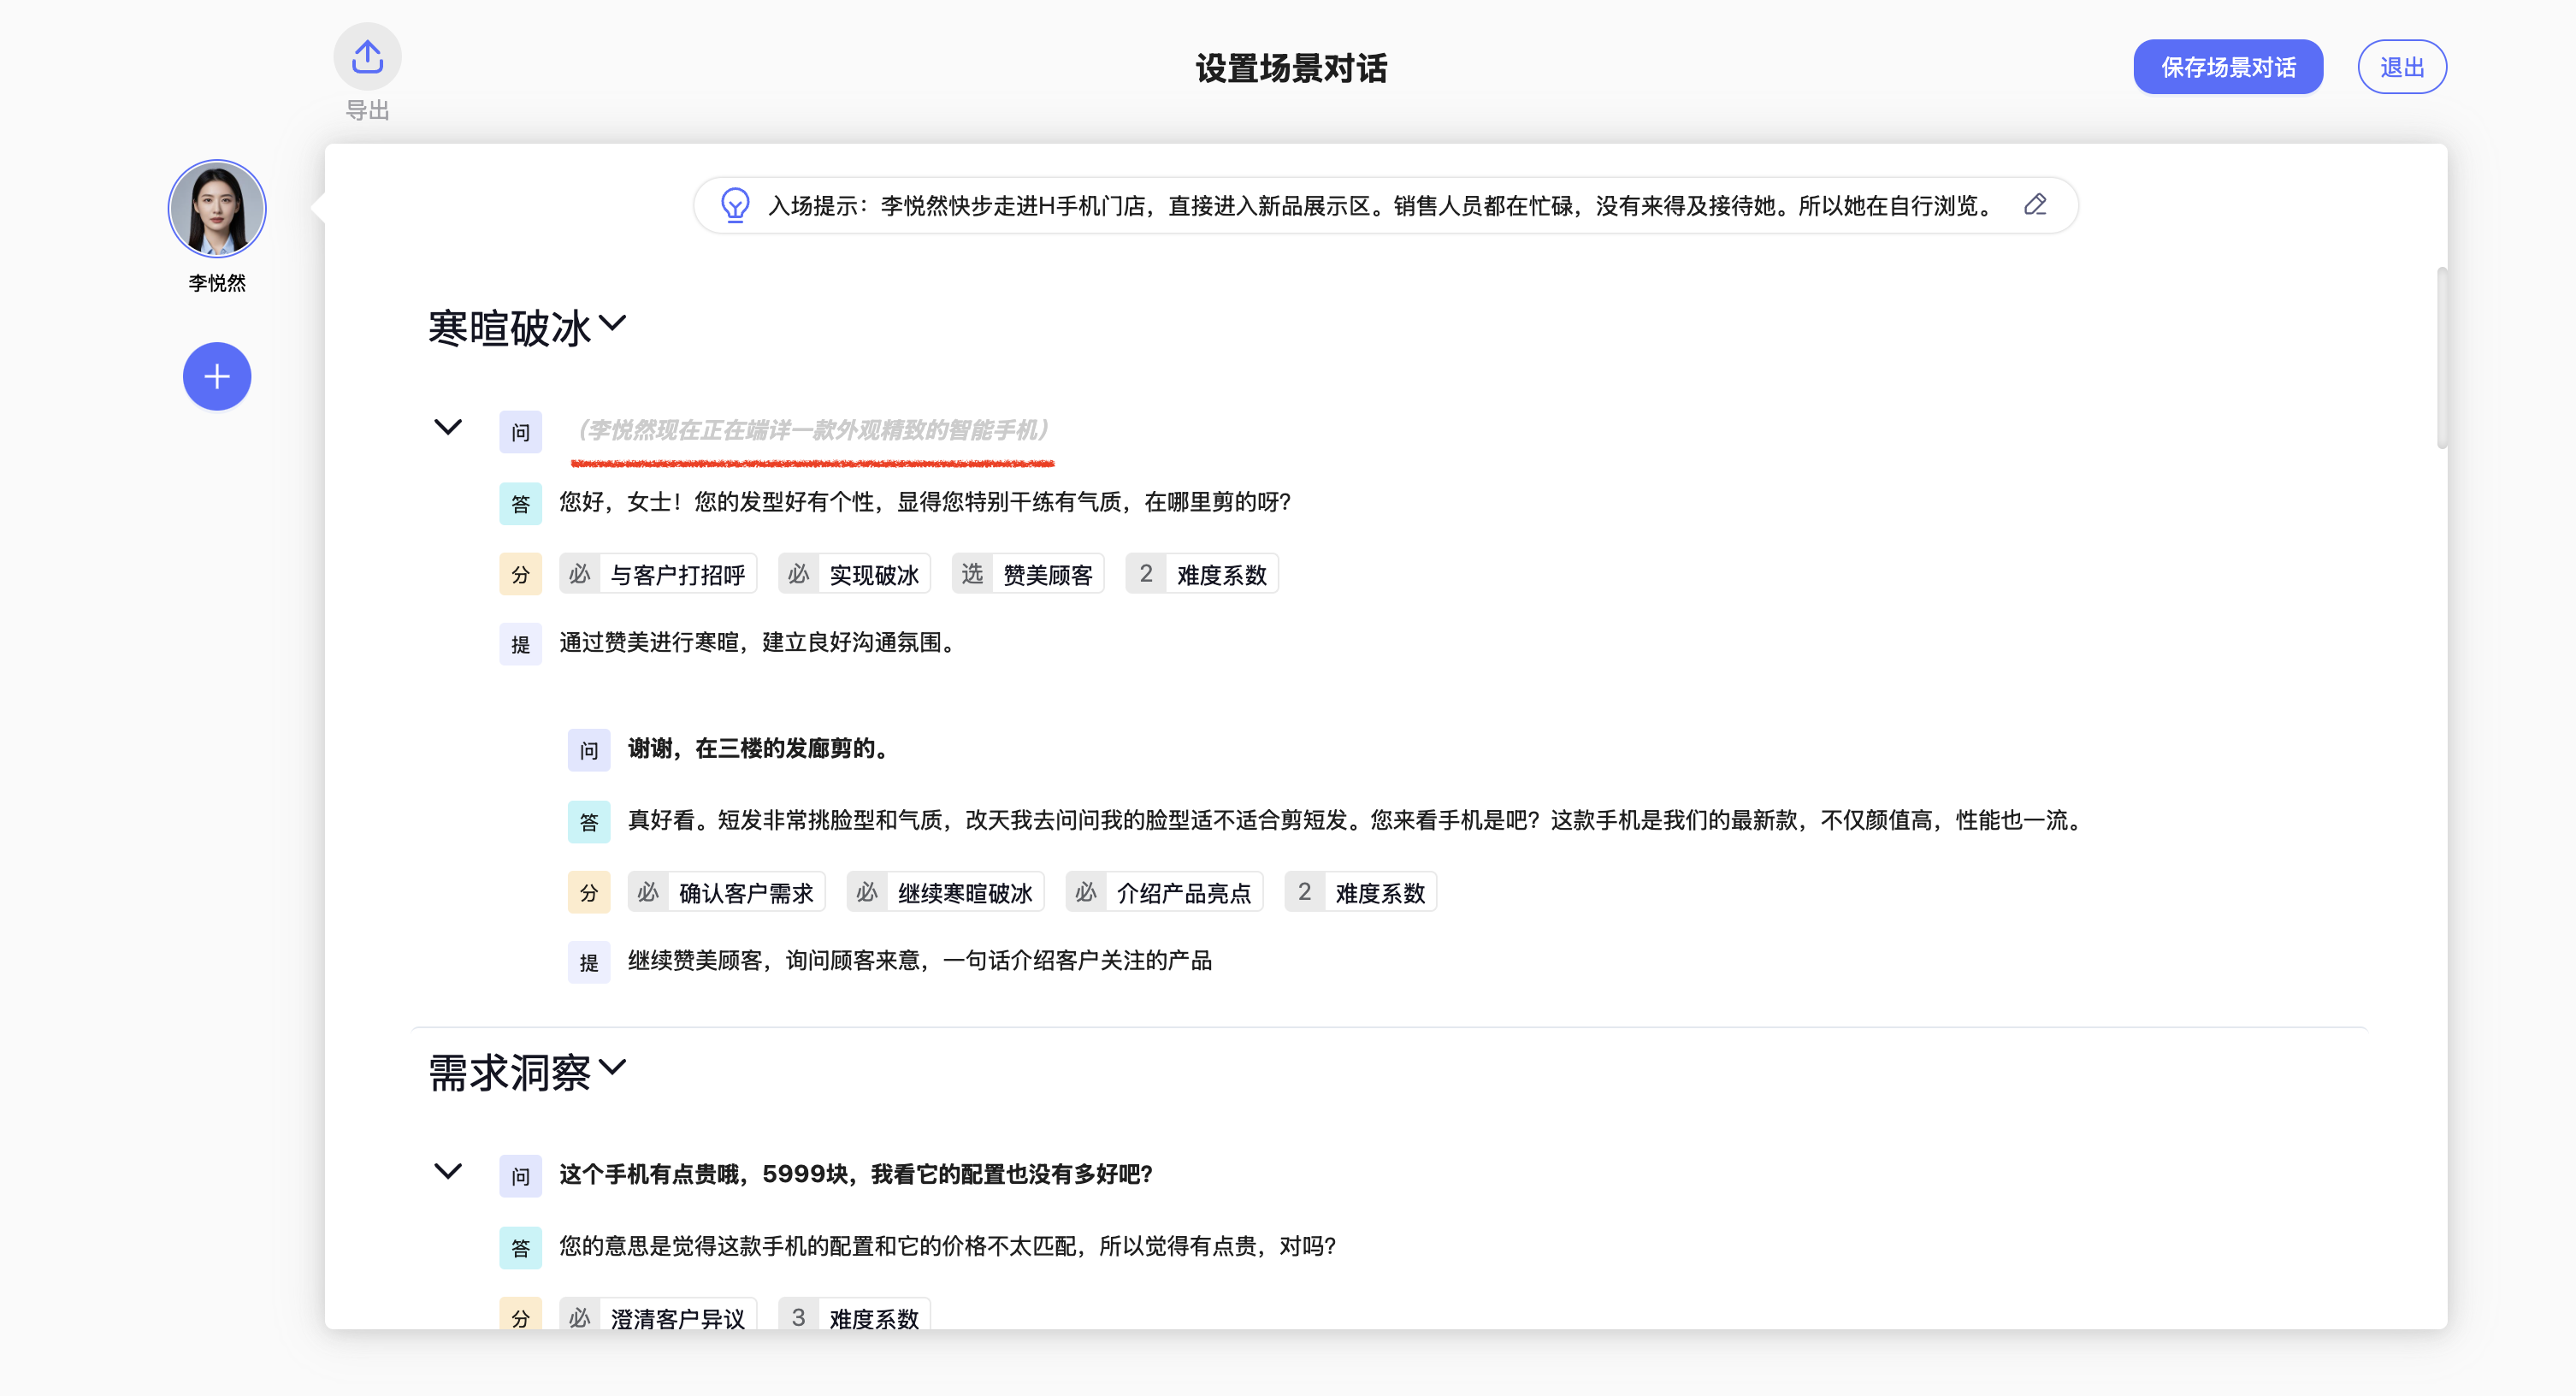 导出
设置场景对话
保存场景对话
退出
李悦然
入场提示：李悦然快步走进H手机门店，直接进入新品展示区。销售人员都在忙碌，没有来得及接待她。所以她在自行浏览。
寒暄破冰
问 （李悦然现在正在端详一款外观精致的智能手机）
答 您好，女士！您的发型好有个性，显得您特别干练有气质，在哪里剪的呀？
分 必 与客户打招呼 必 实现破冰 选 赞美顾客 2 难度系数
提 通过赞美进行寒暄，建立良好沟通氛围。
问 谢谢，在三楼的发廊剪的。
答 真好看。短发非常挑脸型和气质，改天我去问问我的脸型适不适合剪短发。您来看手机是吧？这款手机是我们的最新款，不仅颜值高，性能也一流。
分 必 确认客户需求 必 继续寒暄破冰 必 介绍产品亮点 2 难度系数
提 继续赞美顾客，询问顾客来意，一句话介绍客户关注的产品
需求洞察
问 这个手机有点贵哦，5999块，我看它的配置也没有多好吧？
答 您的意思是觉得这款手机的配置和它的价格不太匹配，所以觉得有点贵，对吗？
分 必 澄清客户异议 3 难度系数